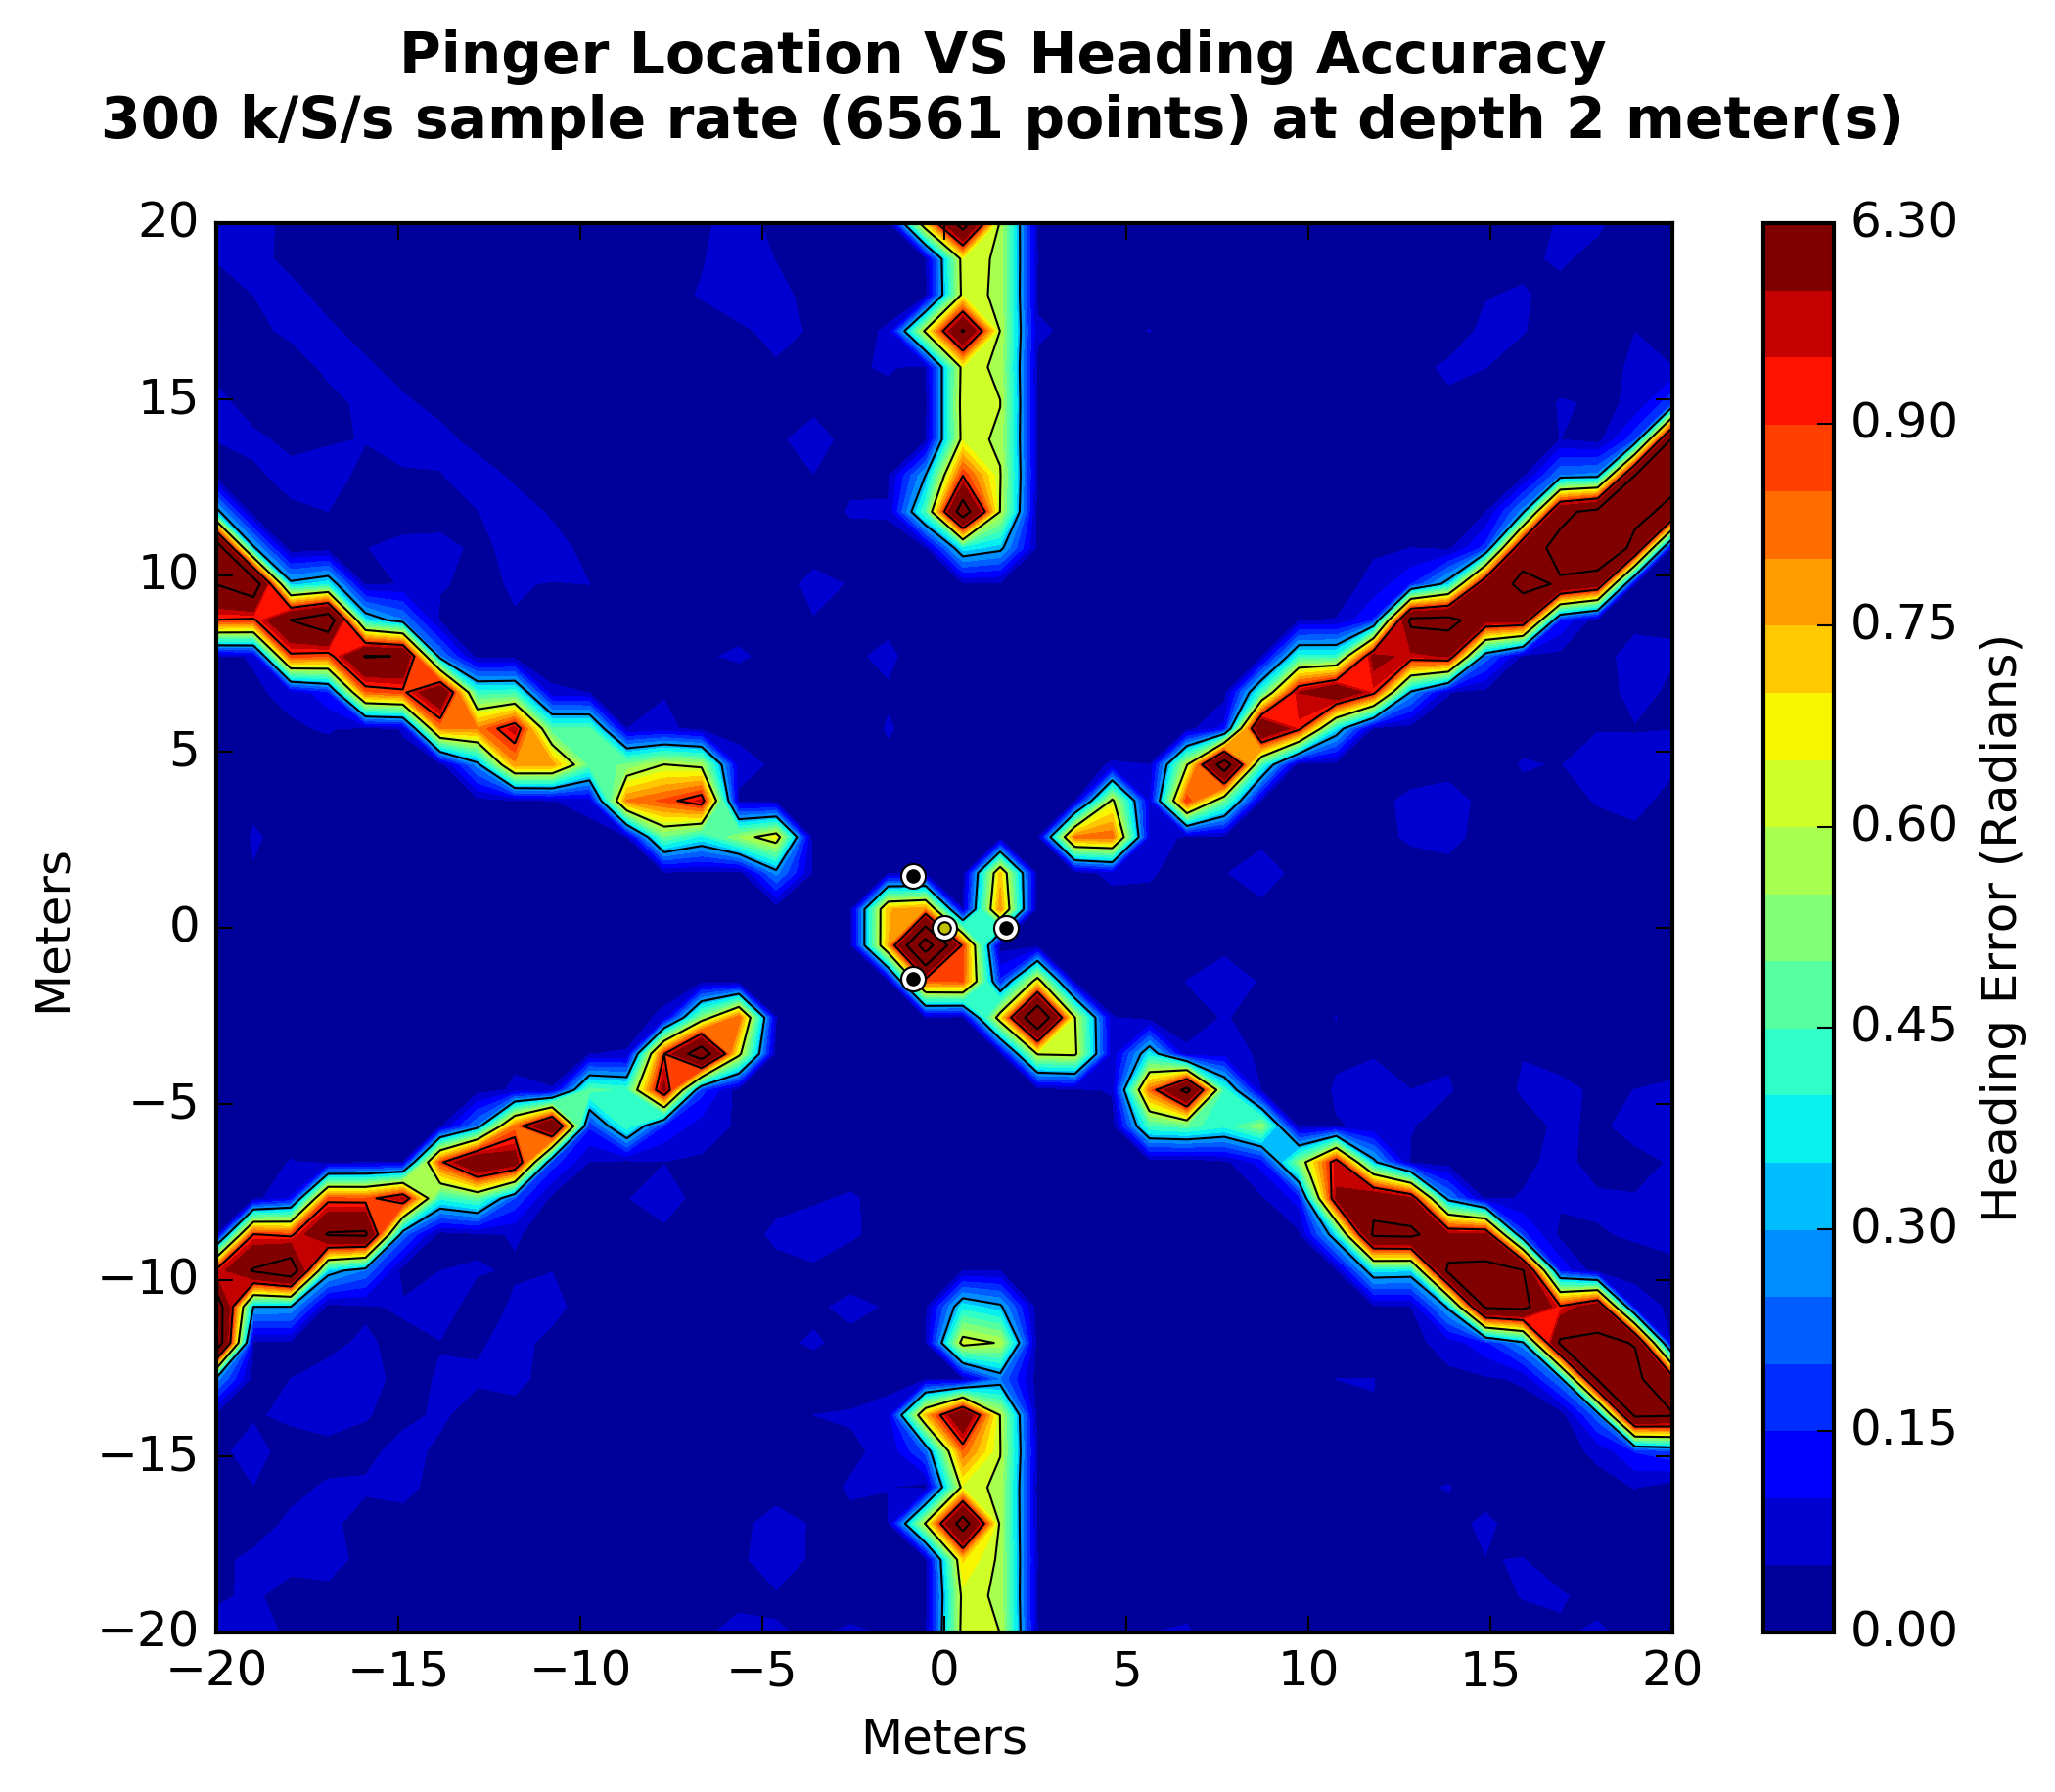 Pinger Location VS Heading Accuracy
300 k/S/s sample rate (6561 points) at depth 2 meter(s)
20
15
10
5
0
−5
−10
−15
−20
Meters
−20 −15 −10 −5 0 5 10 15 20
Meters
6.30
0.90
0.75
0.60
0.45
0.30
0.15
0.00
Heading Error (Radians)